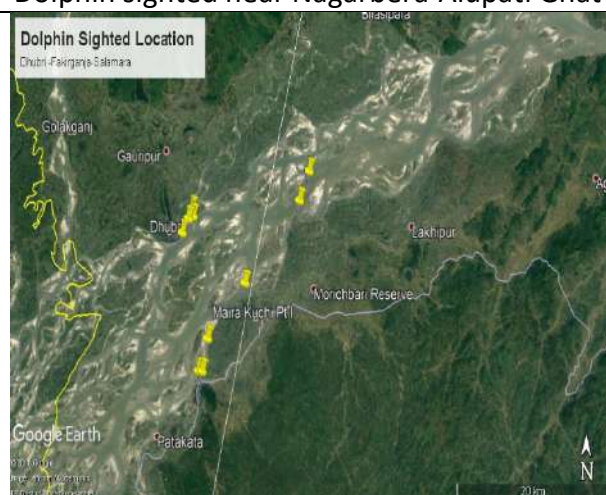 Dolphin sighted near Nagarbera-Alupati Ghat
Dolphin Sighted Location
Dhubri -Fakirganja-Salamara
Bilasipara
Golakganj
Gauripur
Dhubri
Lakhipur
Monchbari Reserve
Maira Kuchi Pt I
Patakata
Google Earth
N
20 km